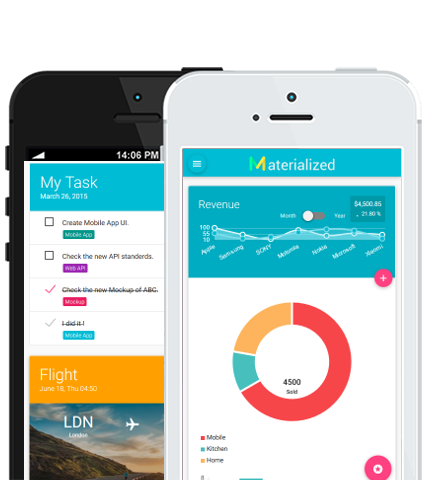 14:06 PM
My Task
March 26, 2015
Create Mobile App UI.
Mobile App
Check the new API standerds.
Web API
Check the new Mockup of ABC.
Mockup
I did it !
Mobile App
Flight
June 18, Thu 04:50
LDN
London
Materialized
Revenue
Month
Year
$4,500.85
21.80 %
100
55
10
Apple
Samsung
SONY
Motorola
Nokia
Microsoft
Xiaomi
4500
Sold
Mobile
Kitchen
Home